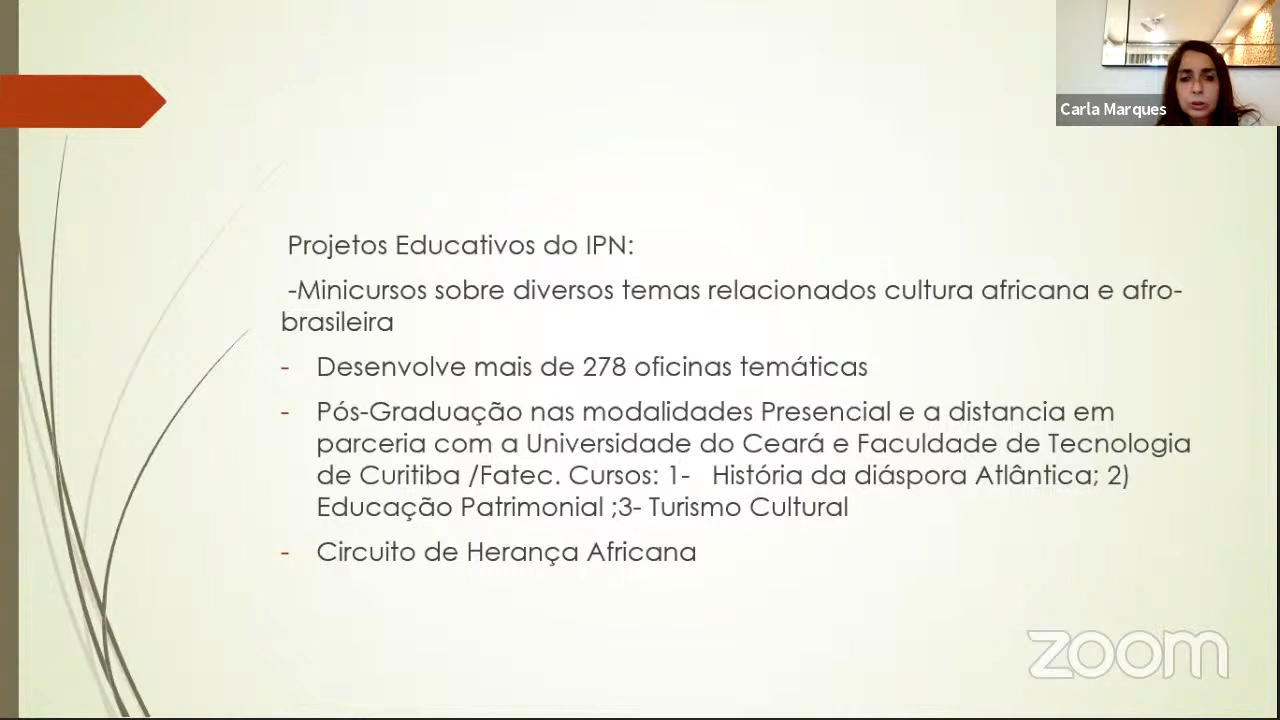 Carla Marques
Projetos Educativos do IPN:
-Minicursos sobre diversos temas relacionados cultura africana e afro-
brasileira
- Desenvolve mais de 278 oficinas temáticas
- Pós-Graduação nas modalidades Presencial e a distancia em
parceria com a Universidade do Ceará e Faculdade de Tecnologia
de Curitiba /Fatec. Cursos: 1- História da diáspora Atlântica; 2)
Educação Patrimonial ;3- Turismo Cultural
- Circuito de Herança Africana
zoom